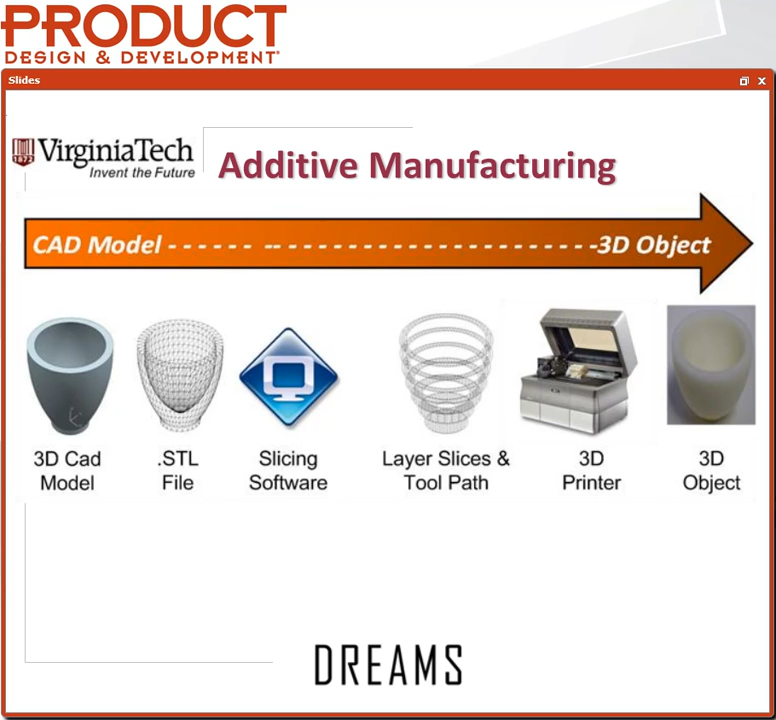 PRODUCT
DESIGN & DEVELOPMENT
Slides
VirginiaTech
1872
Invent the Future
Additive Manufacturing
CAD Model - - - - - - -- - - - - - - - - - - - - - - - - - - - - - - -3D Object
3D Cad
Model
.STL
File
Slicing
Software
Layer Slices &
Tool Path
3D
Printer
3D
Object
DREAMS